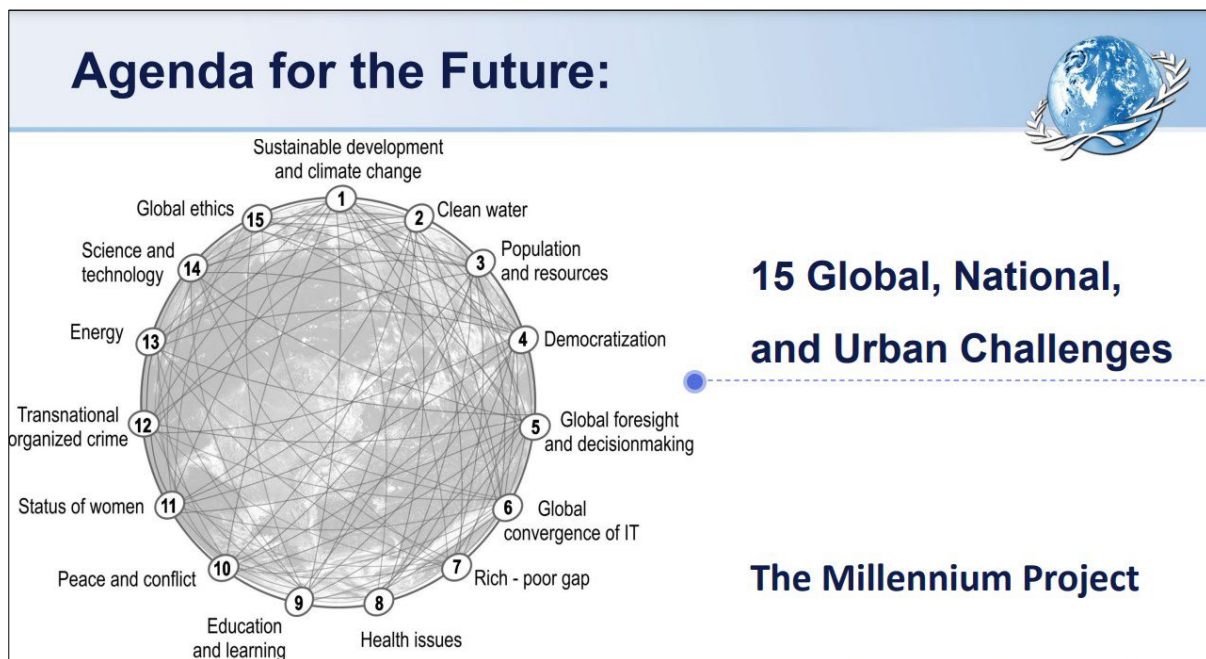 Agenda for the Future:
Sustainable development
and climate change
1
Clean water
2
Population
and resources
3
Democratization
4
Global foresight
and decisionmaking
5
Global
convergence of IT
6
Rich - poor gap
7
Health issues
8
Education
and learning
9
Peace and conflict
10
Status of women
11
Transnational
organized crime
12
Energy
13
Science and
technology
14
Global ethics
15
15 Global, National,
and Urban Challenges
The Millennium Project